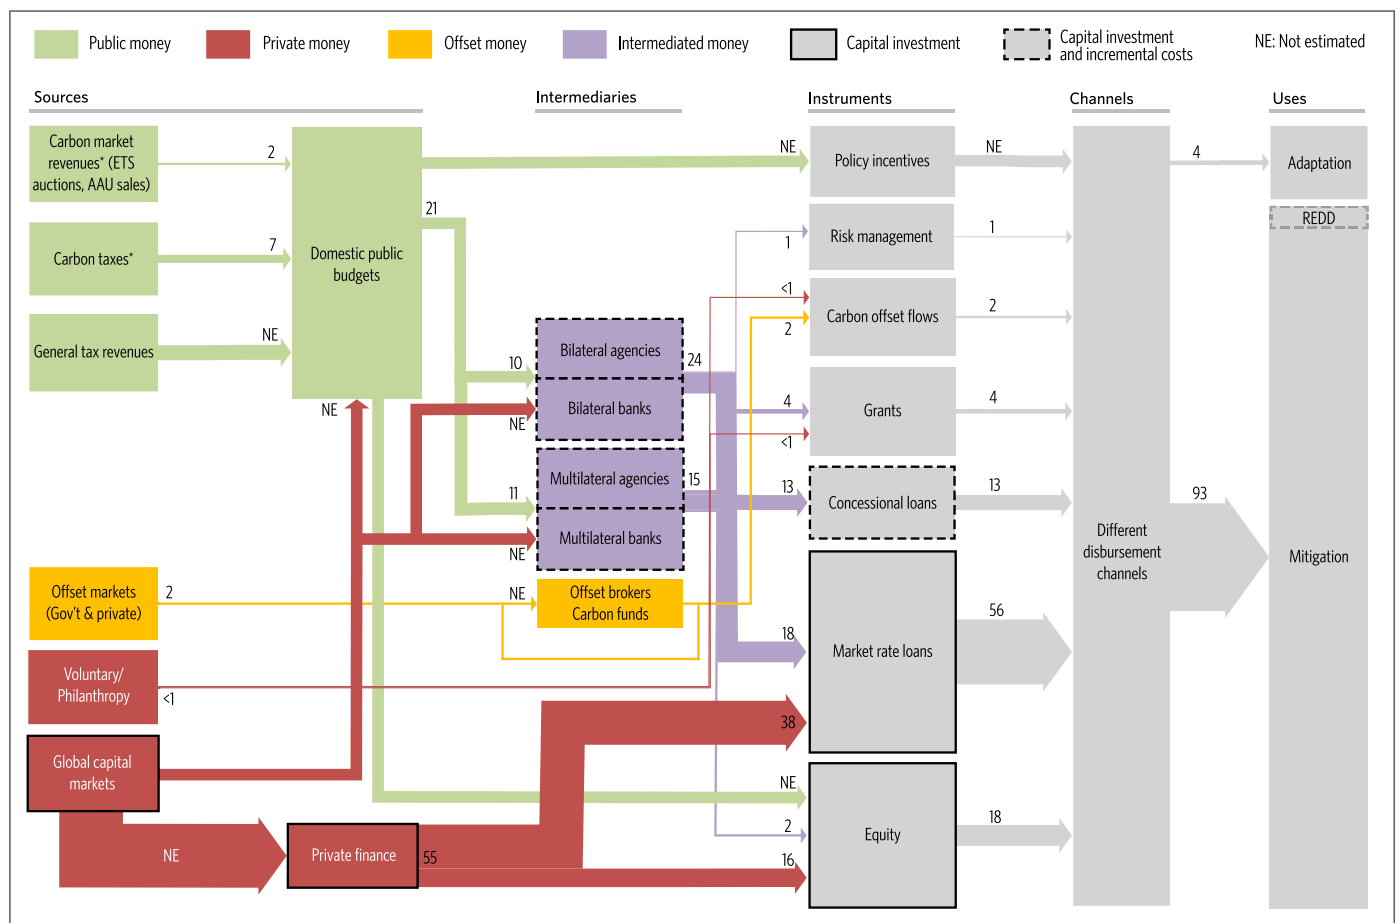 Public money
Private money
Offset money
Intermediated money
Capital investment
Capital investment
and incremental costs
NE: Not estimated
Sources
Intermediaries
Instruments
Channels
Uses
Carbon market
revenues* (ETS
auctions, AAU sales)
2
Carbon taxes*
7
General tax revenues
NE
Domestic public
budgets
21
NE
10
11
NE
Bilateral agencies
24
Bilateral banks
NE
Multilateral agencies
15
Multilateral banks
NE
Offset markets
(Gov't & private)
2
NE
Offset brokers
Carbon funds
Voluntary/
Philanthropy
<1
Global capital
markets
NE
Private finance
55
NE
Policy incentives
NE
1
Risk management
1
<1
2
Carbon offset flows
2
4
<1
Grants
4
13
Concessional loans
13
18
38
Market rate loans
56
NE
2
16
Equity
18
Different
disbursement
channels
4
93
Adaptation
REDD
Mitigation